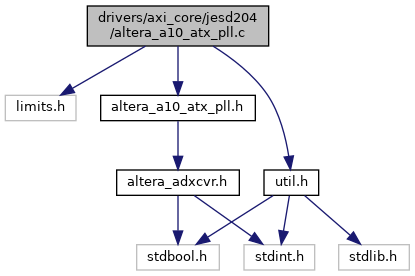 drivers/axi_core/jesd204
/altera_a10_atx_pll.c
limits.h
altera_a10_atx_pll.h
altera_adxcvr.h
util.h
stdbool.h
stdint.h
stdlib.h